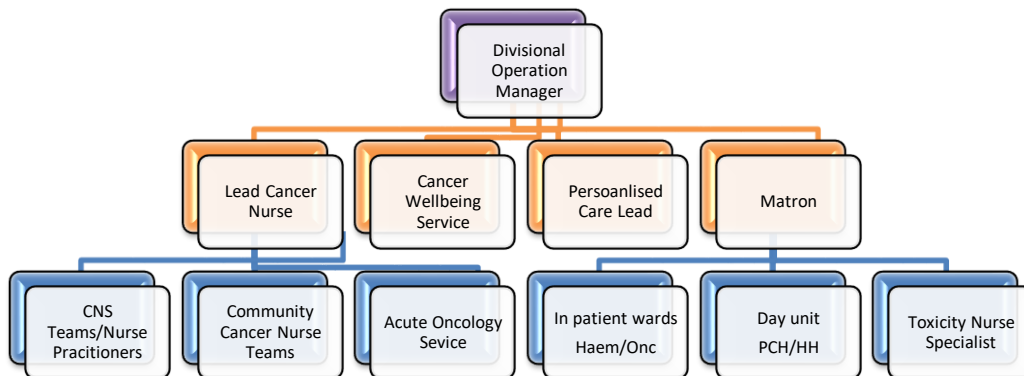 Divisional
Operation
Manager
Lead Cancer
Nurse
Cancer
Wellbeing
Service
Persoanlised
Care Lead
Matron
CNS
Teams/Nurse
Pracitioners
Community
Cancer Nurse
Teams
Acute Oncology
Sevice
In patient wards
Haem/Onc
Day unit
PCH/HH
Toxicity Nurse
Specialist